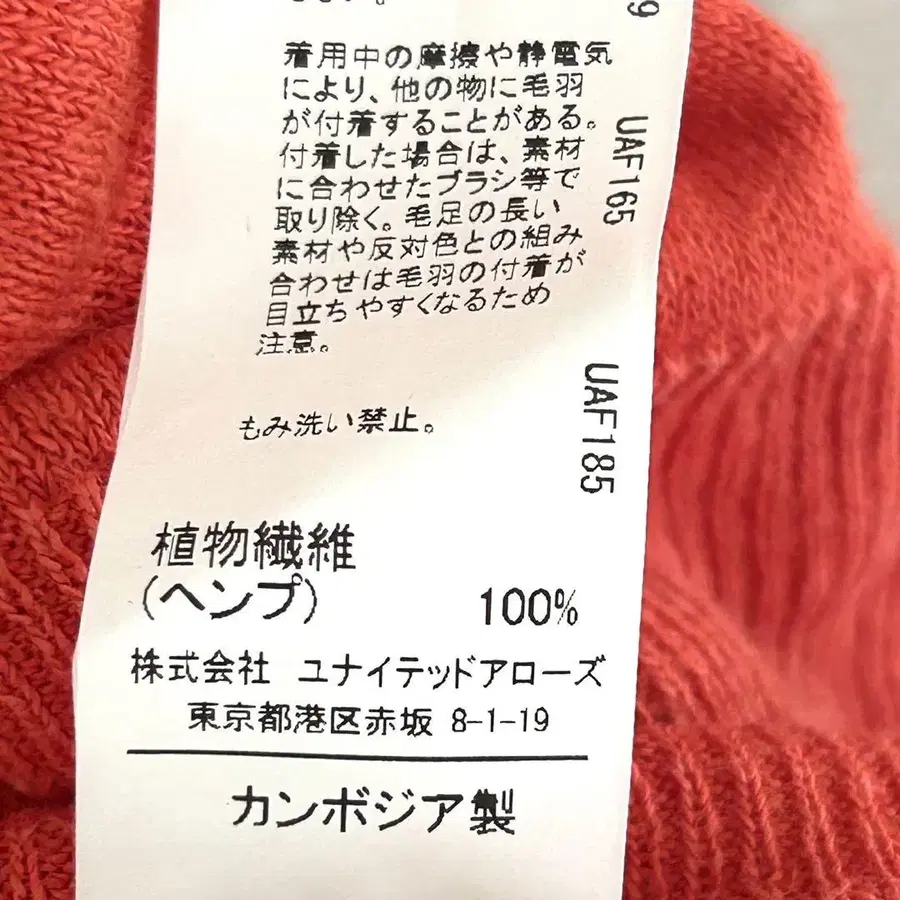 着用中の摩擦や静電気
により、他の物に毛羽
が付着することがある。
付着した場合は、素材
に合わせたブラシ等で
取り除く。毛足の長い
素材や反対色との組み
合わせは毛羽の付着が
目立ちやすくなるため
注意。
もみ洗い禁止。
UAF165
UAF185
植物繊維
(ヘンプ) 100%
株式会社 ユナイテッドアローズ
東京都港区赤坂 8-1-19
カンボジア製